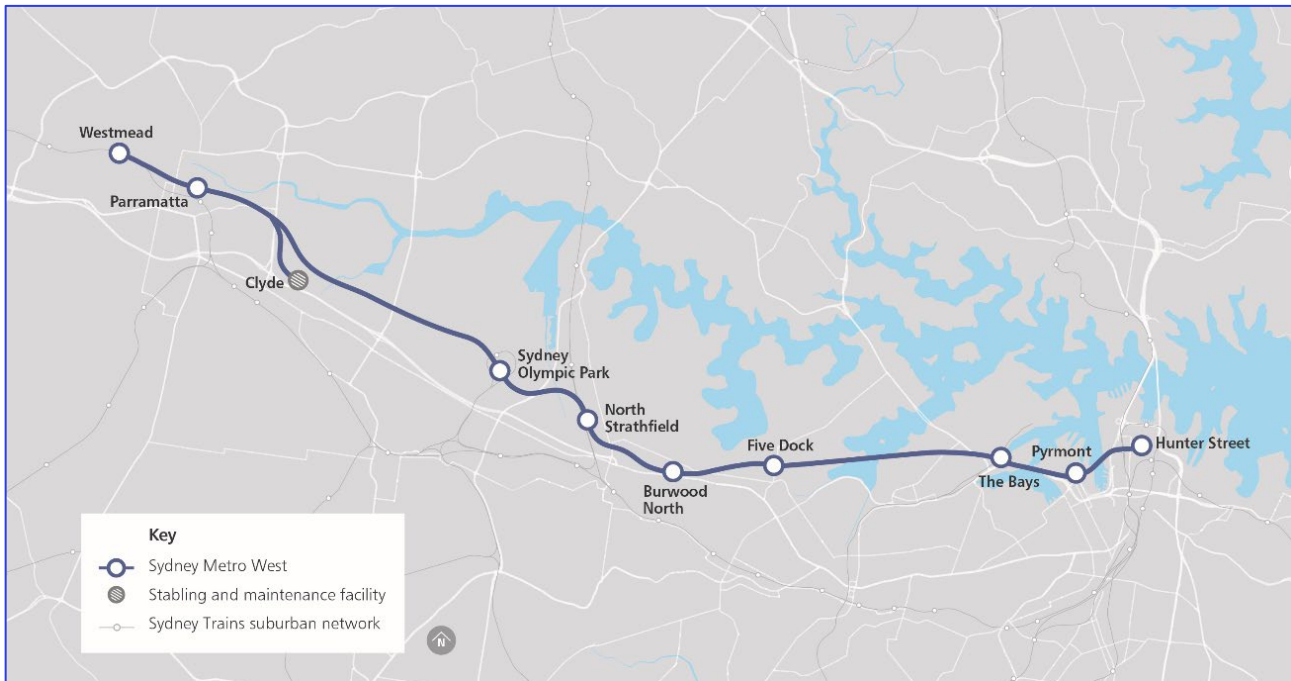 Westmead
Parramatta
Clyde
Sydney
Olympic Park
North
Strathfield
Burwood
North
Five Dock
The Bays
Pyrmont
Hunter Street
Key
Sydney Metro West
Stabling and maintenance facility
Sydney Trains suburban network
N